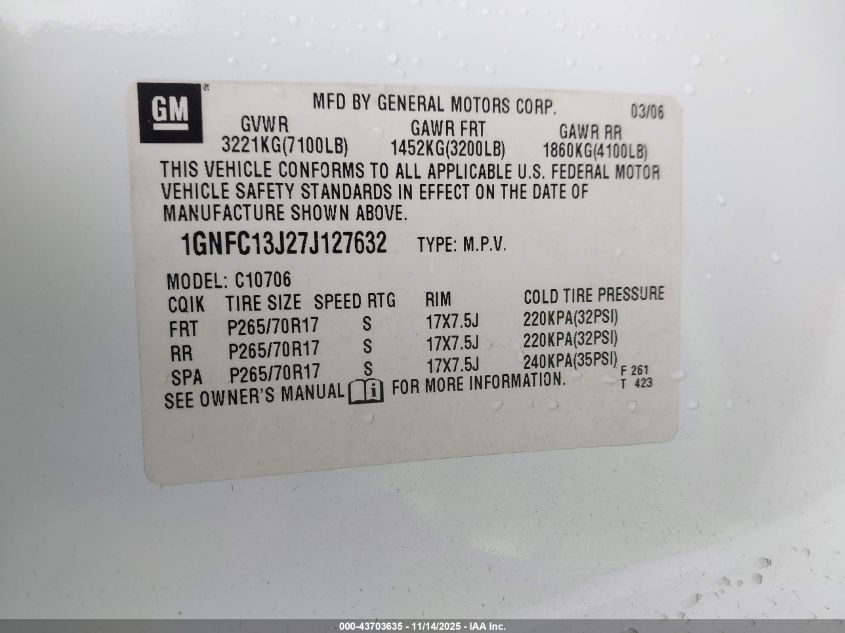 GM
MFD BY GENERAL MOTORS CORP. 03/06
GVWR GAWR FRT GAWR RR
3221KG(7100LB) 1452KG(3200LB) 1860KG(4100LB)
THIS VEHICLE CONFORMS TO ALL APPLICABLE U.S. FEDERAL MOTOR
VEHICLE SAFETY STANDARDS IN EFFECT ON THE DATE OF
MANUFACTURE SHOWN ABOVE.
1GNFC13J27J127632 TYPE: M.P.V.
MODEL: C10706
CQIK TIRE SIZE SPEED RTG RIM COLD TIRE PRESSURE
FRT P265/70R17 S 17X7.5J 220KPA(32PSI)
RR P265/70R17 S 17X7.5J 220KPA(32PSI)
SPA P265/70R17 S 17X7.5J 240KPA(35PSI)
SEE OWNER'S MANUAL i FOR MORE INFORMATION.
F 261
T 423
000-43703635 - 11/14/2025 - IAA Inc.